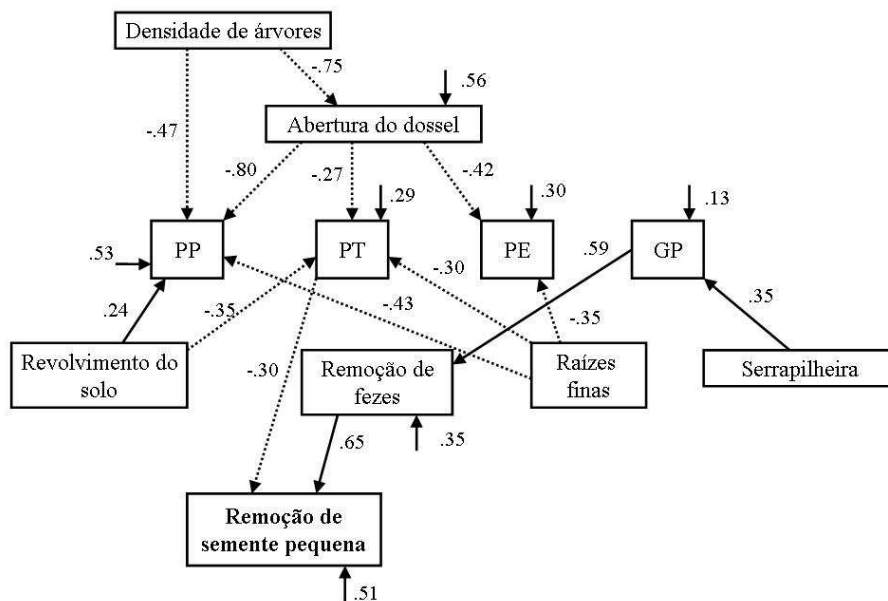 Densidade de árvores
-.75
.56
-.47
Abertura do dossel
-.80
-.27
-.42
.29
.30
.13
PP
PT
PE
GP
.53
.59
.24
-.35
-.43
-.30
-.35
.35
Revolvimento do
solo
-.30
Remoção de
fezes
Raízes
finas
Serrapilheira
.65
.35
Remoção de
semente pequena
.51